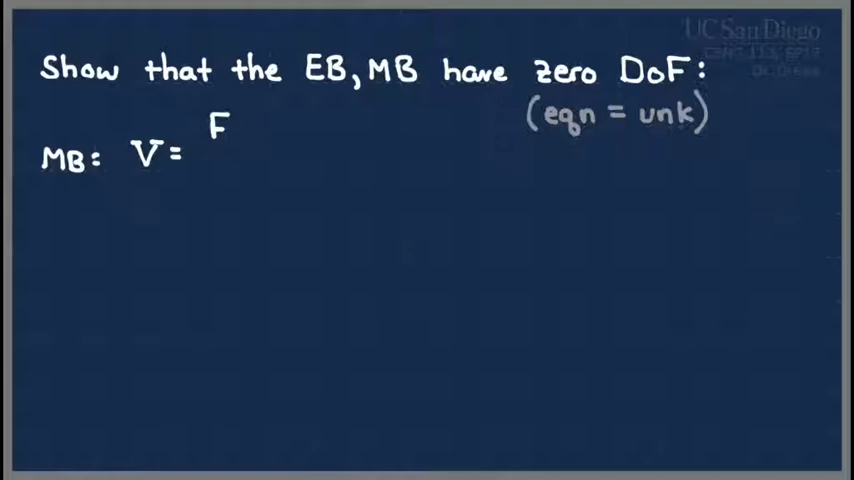 UC San Diego
Show that the EB, MB have zero DoF:
(eqn = unk)
F
MB: V =